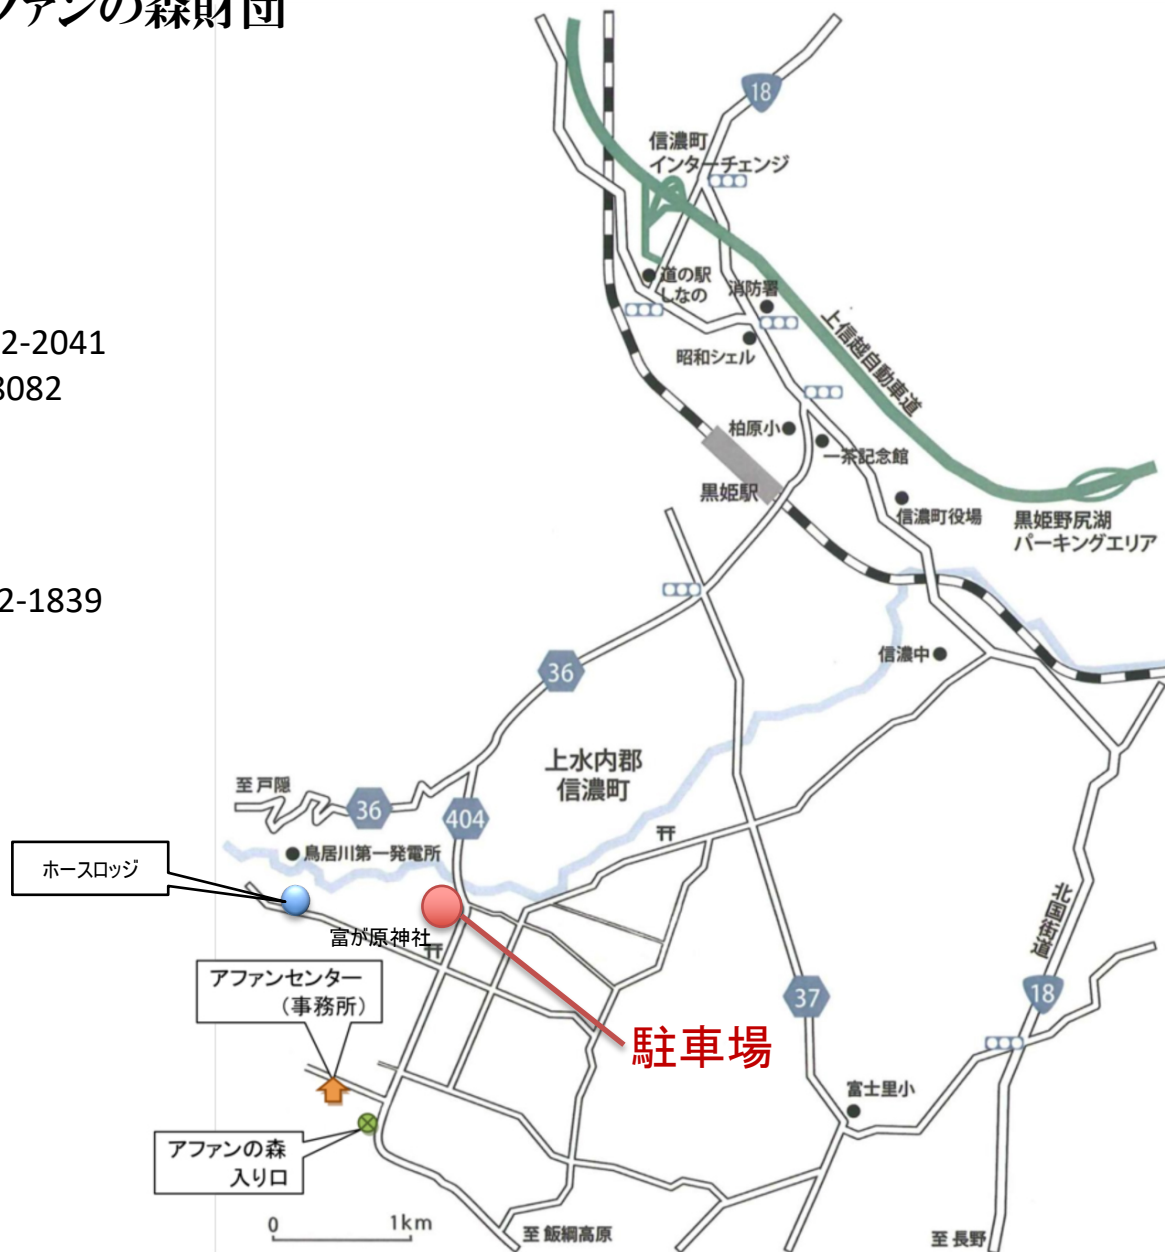 ファンの森財団
18
信濃町
インターチェンジ
道の駅
しなの
消防署
2-2041
昭和シェル
上信越自動車道
8082
柏原小
一茶記念館
黒姫駅
信濃町役場
黒姫野尻湖
パーキングエリア
2-1839
信濃中
36
上水内郡
信濃町
至 戸隠
36
404
鳥居川第一発電所
ホースロッジ
富が原神社
北国街道
アファンセンター
（事務所）
37
18
駐車場
富士里小
アファンの森
入り口
0
1km
至 飯綱高原
至 長野